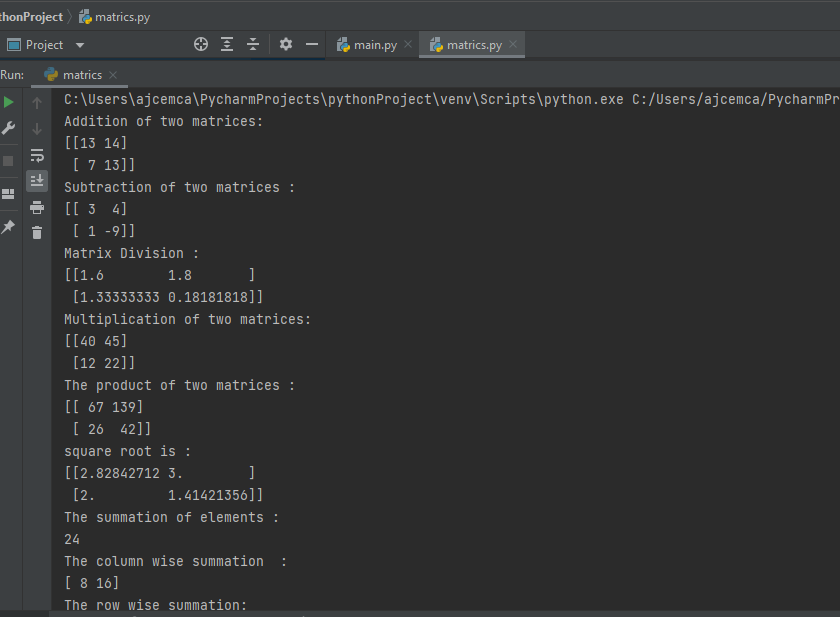 thonProject > matrics.py
Project main.py matrics.py
Run: matrics
C:\Users\ajcemca\PycharmProjects\pythonProject\venv\Scripts\python.exe C:/Users/ajcemca/PycharmPr
Addition of two matrices:
[[13 14]
 [ 7 13]]
Subtraction of two matrices :
[[ 3  4]
 [ 1 -9]]
Matrix Division :
[[1.6        1.8       ]
 [1.33333333 0.18181818]]
Multiplication of two matrices:
[[40 45]
 [12 22]]
The product of two matrices :
[[ 67 139]
 [ 26  42]]
square root is :
[[2.82842712 3.        ]
 [2.         1.41421356]]
The summation of elements :
24
The column wise summation  :
[ 8 16]
The row wise summation: